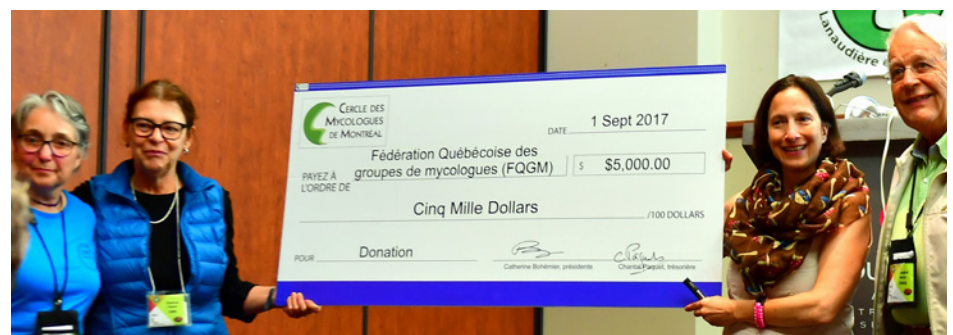 CERCLE DES
MYCOLOGUES
DE MONTRÉAL
DATE 1 Sept 2017
PAYEZ À
L'ORDRE DE
Fédération Québécoise des
groupes de mycologues (FQGM)
$ $5,000.00
Cinq Mille Dollars /100 DOLLARS
POUR Donation
Catherine Bohémier, présidente
Chantal Paquet, trésorière
Lanaudière